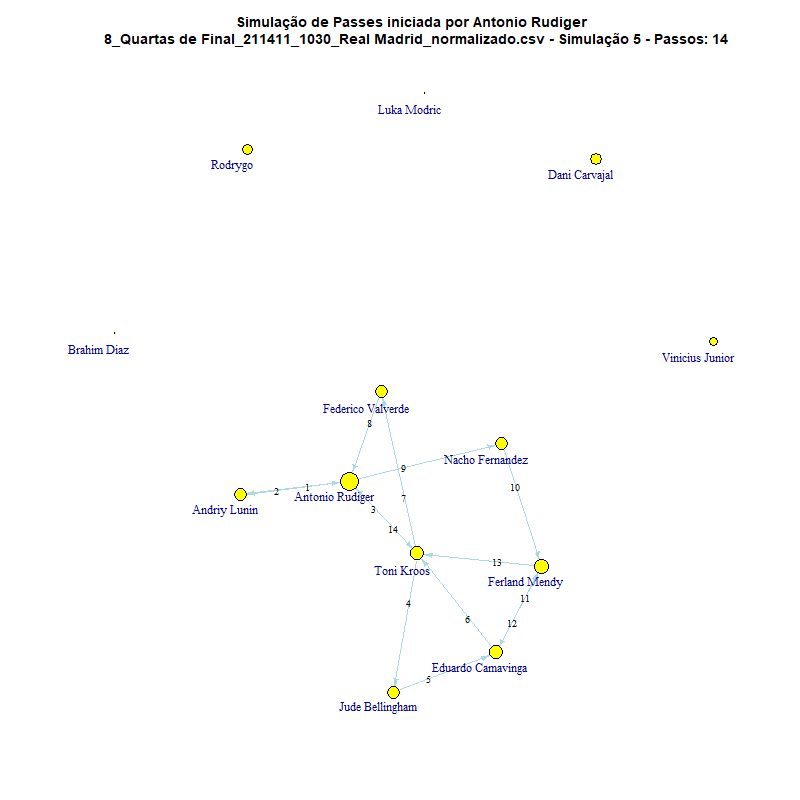 Simulação de Passes iniciada por Antonio Rudiger
8_Quartas de Final_211411_1030_Real Madrid_normalizado.csv - Simulação 5 - Passos: 14
Luka Modric
Rodrygo
Dani Carvajal
Brahim Diaz
Vinicius Junior
Federico Valverde
8
Nacho Fernandez
9
10
2
1
Antonio Rudiger
7
Andriy Lunin
3
14
13
Toni Kroos
Ferland Mendy
4
11
6
12
Eduardo Camavinga
5
Jude Bellingham